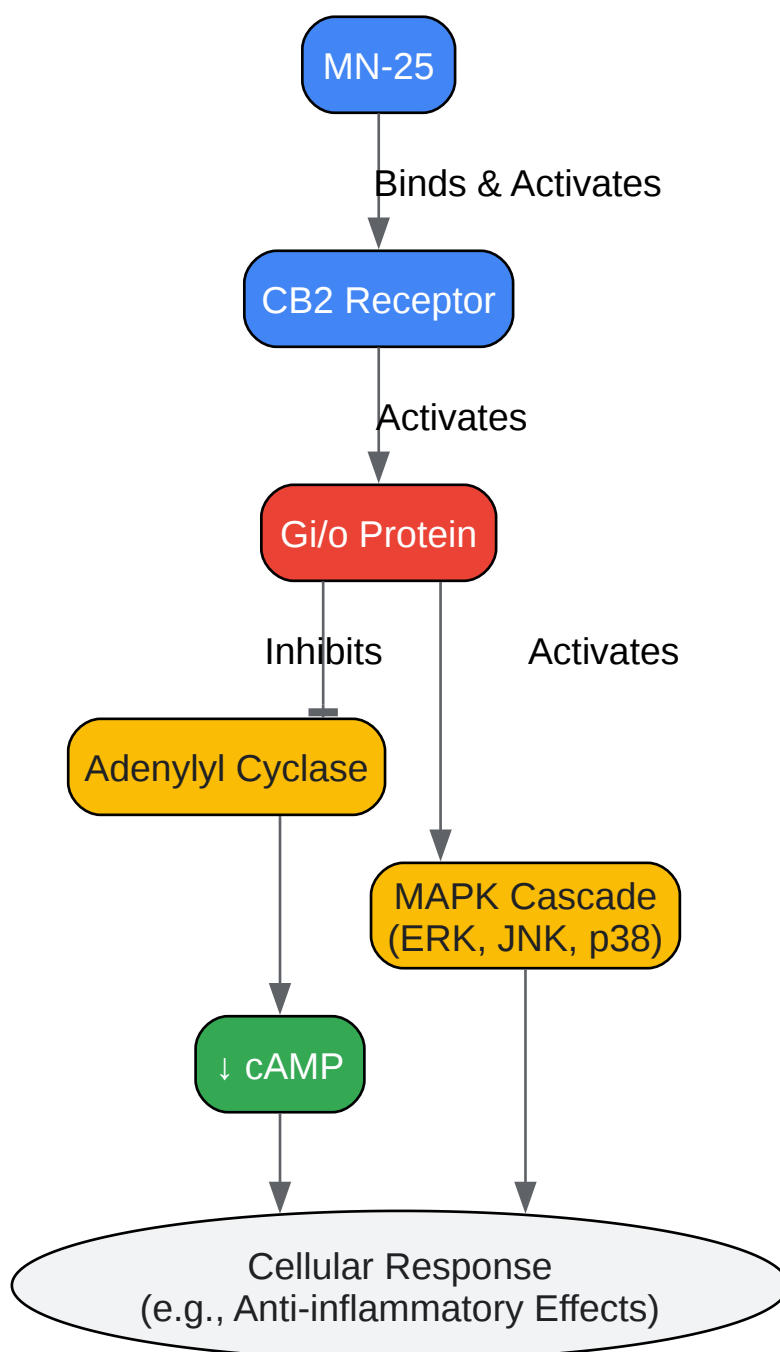 MN-25
Binds & Activates
CB2 Receptor
Activates
Gi/o Protein
Inhibits
Activates
Adenylyl Cyclase
MAPK Cascade
(ERK, JNK, p38)
↓ cAMP
Cellular Response
(e.g., Anti-inflammatory Effects)